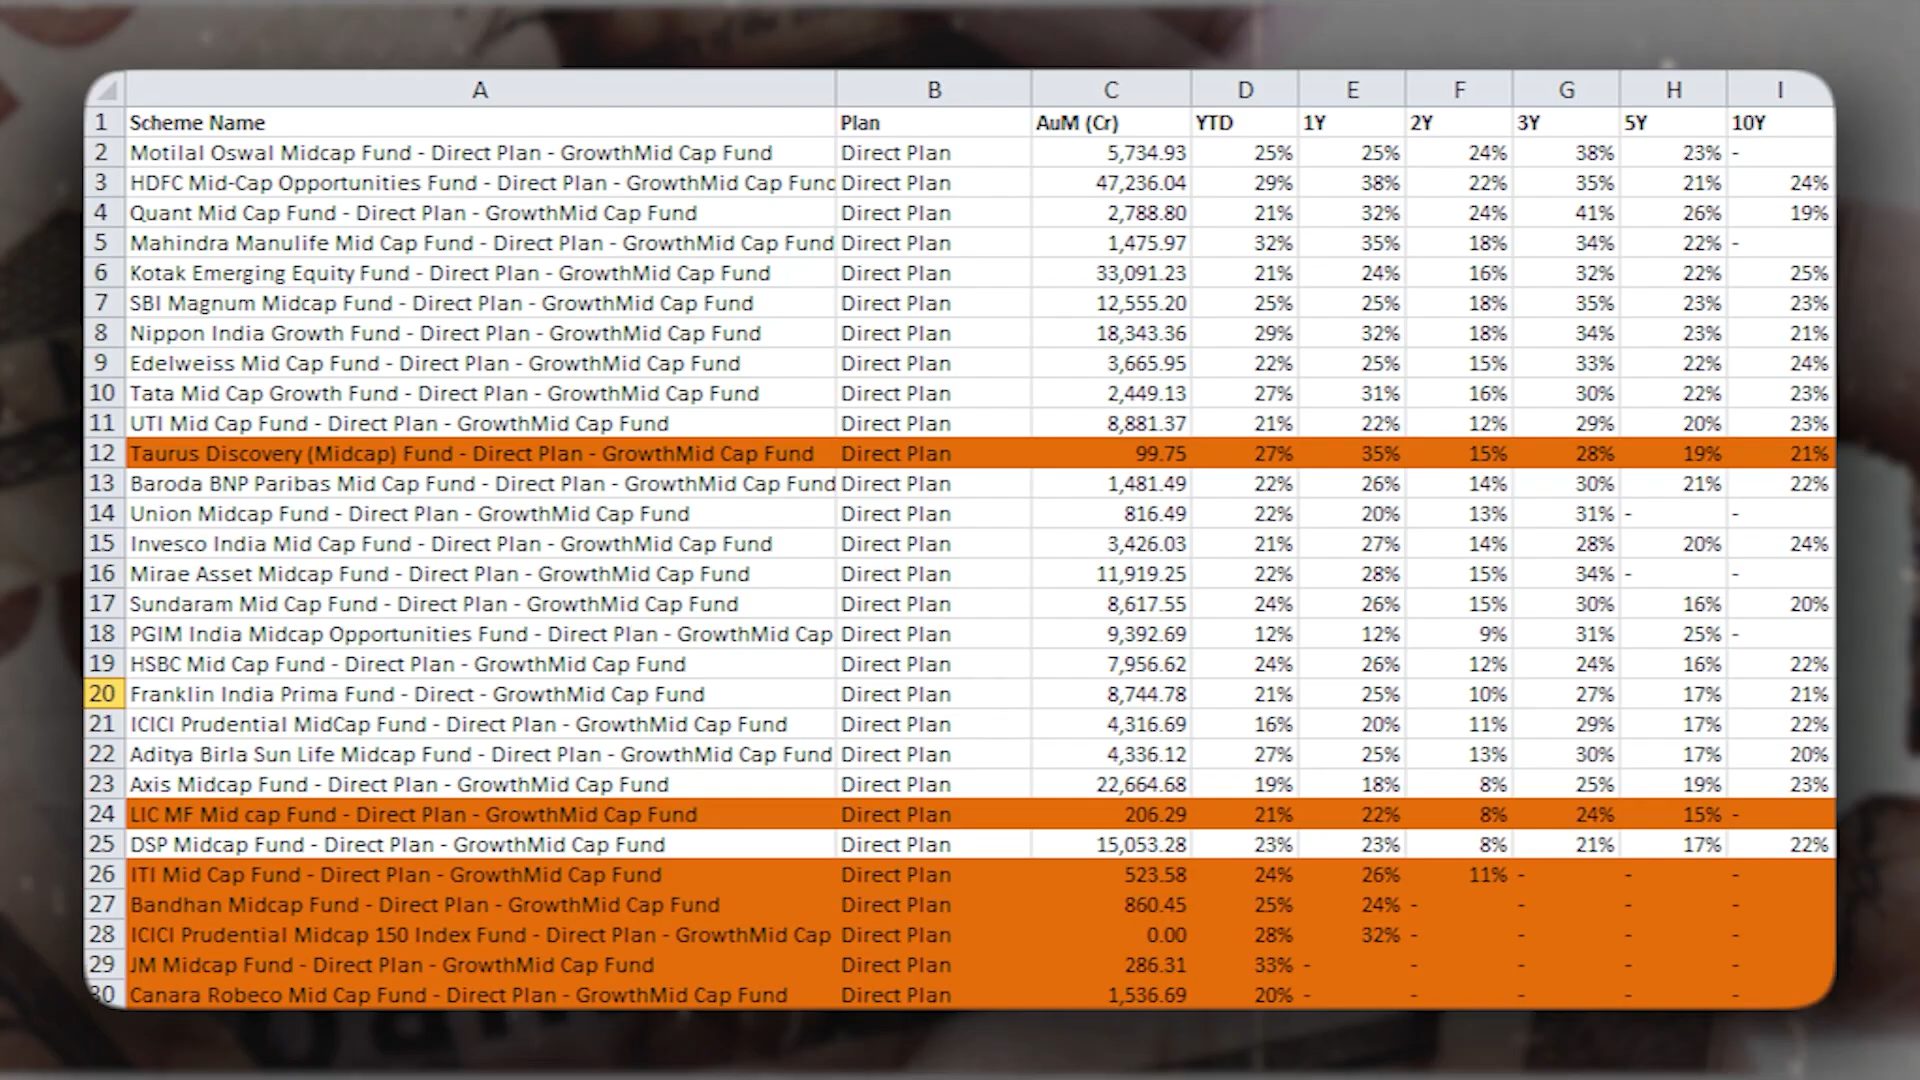 A B C D E F G H I
1 Scheme Name Plan AuM (Cr) YTD 1Y 2Y 3Y 5Y 10Y
2 Motilal Oswal Midcap Fund - Direct Plan - GrowthMid Cap Fund Direct Plan 5,734.93 25% 25% 24% 38% 23% -
3 HDFC Mid-Cap Opportunities Fund - Direct Plan - GrowthMid Cap Fund Direct Plan 47,236.04 29% 38% 22% 35% 21% 24%
4 Quant Mid Cap Fund - Direct Plan - GrowthMid Cap Fund Direct Plan 2,788.80 21% 32% 24% 41% 26% 19%
5 Mahindra Manulife Mid Cap Fund - Direct Plan - GrowthMid Cap Fund Direct Plan 1,475.97 32% 35% 18% 34% 22% -
6 Kotak Emerging Equity Fund - Direct Plan - GrowthMid Cap Fund Direct Plan 33,091.23 21% 24% 16% 32% 22% 25%
7 SBI Magnum Midcap Fund - Direct Plan - GrowthMid Cap Fund Direct Plan 12,555.20 25% 25% 18% 35% 23% 23%
8 Nippon India Growth Fund - Direct Plan - GrowthMid Cap Fund Direct Plan 18,343.36 29% 32% 18% 34% 23% 21%
9 Edelweiss Mid Cap Fund - Direct Plan - GrowthMid Cap Fund Direct Plan 3,665.95 22% 25% 15% 33% 22% 24%
10 Tata Mid Cap Growth Fund - Direct Plan - GrowthMid Cap Fund Direct Plan 2,449.13 27% 31% 16% 30% 22% 23%
11 UTI Mid Cap Fund - Direct Plan - GrowthMid Cap Fund Direct Plan 8,881.37 21% 22% 12% 29% 20% 23%
12 Taurus Discovery (Midcap) Fund - Direct Plan - GrowthMid Cap Fund Direct Plan 99.75 27% 35% 15% 28% 19% 21%
13 Baroda BNP Paribas Mid Cap Fund - Direct Plan - GrowthMid Cap Fund Direct Plan 1,481.49 22% 26% 14% 30% 21% 22%
14 Union Midcap Fund - Direct Plan - GrowthMid Cap Fund Direct Plan 816.49 22% 20% 13% 31% - -
15 Invesco India Mid Cap Fund - Direct Plan - GrowthMid Cap Fund Direct Plan 3,426.03 21% 27% 14% 28% 20% 24%
16 Mirae Asset Midcap Fund - Direct Plan - GrowthMid Cap Fund Direct Plan 11,919.25 22% 28% 15% 34% - -
17 Sundaram Mid Cap Fund - Direct Plan - GrowthMid Cap Fund Direct Plan 8,617.55 24% 26% 15% 30% 16% 20%
18 PGIM India Midcap Opportunities Fund - Direct Plan - GrowthMid Cap Direct Plan 9,392.69 12% 12% 9% 31% 25% -
19 HSBC Mid Cap Fund - Direct Plan - GrowthMid Cap Fund Direct Plan 7,956.62 24% 26% 12% 24% 16% 22%
20 Franklin India Prima Fund - Direct - GrowthMid Cap Fund Direct Plan 8,744.78 21% 25% 10% 27% 17% 21%
21 ICICI Prudential MidCap Fund - Direct Plan - GrowthMid Cap Fund Direct Plan 4,316.69 16% 20% 11% 29% 17% 22%
22 Aditya Birla Sun Life Midcap Fund - Direct Plan - GrowthMid Cap Fund Direct Plan 4,336.12 27% 25% 13% 30% 17% 20%
23 Axis Midcap Fund - Direct Plan - GrowthMid Cap Fund Direct Plan 22,664.68 19% 18% 8% 25% 19% 23%
24 LIC MF Mid cap Fund - Direct Plan - GrowthMid Cap Fund Direct Plan 206.29 21% 22% 8% 24% 15% -
25 DSP Midcap Fund - Direct Plan - GrowthMid Cap Fund Direct Plan 15,053.28 23% 23% 8% 21% 17% 22%
26 ITI Mid Cap Fund - Direct Plan - GrowthMid Cap Fund Direct Plan 523.58 24% 26% 11% - - -
27 Bandhan Midcap Fund - Direct Plan - GrowthMid Cap Fund Direct Plan 860.45 25% 24% - - - -
28 ICICI Prudential Midcap 150 Index Fund - Direct Plan - GrowthMid Cap Direct Plan 0.00 28% 32% - - - -
29 JM Midcap Fund - Direct Plan - GrowthMid Cap Fund Direct Plan 286.31 33% - - - - -
30 Canara Robeco Mid Cap Fund - Direct Plan - GrowthMid Cap Fund Direct Plan 1,536.69 20% - - - - -